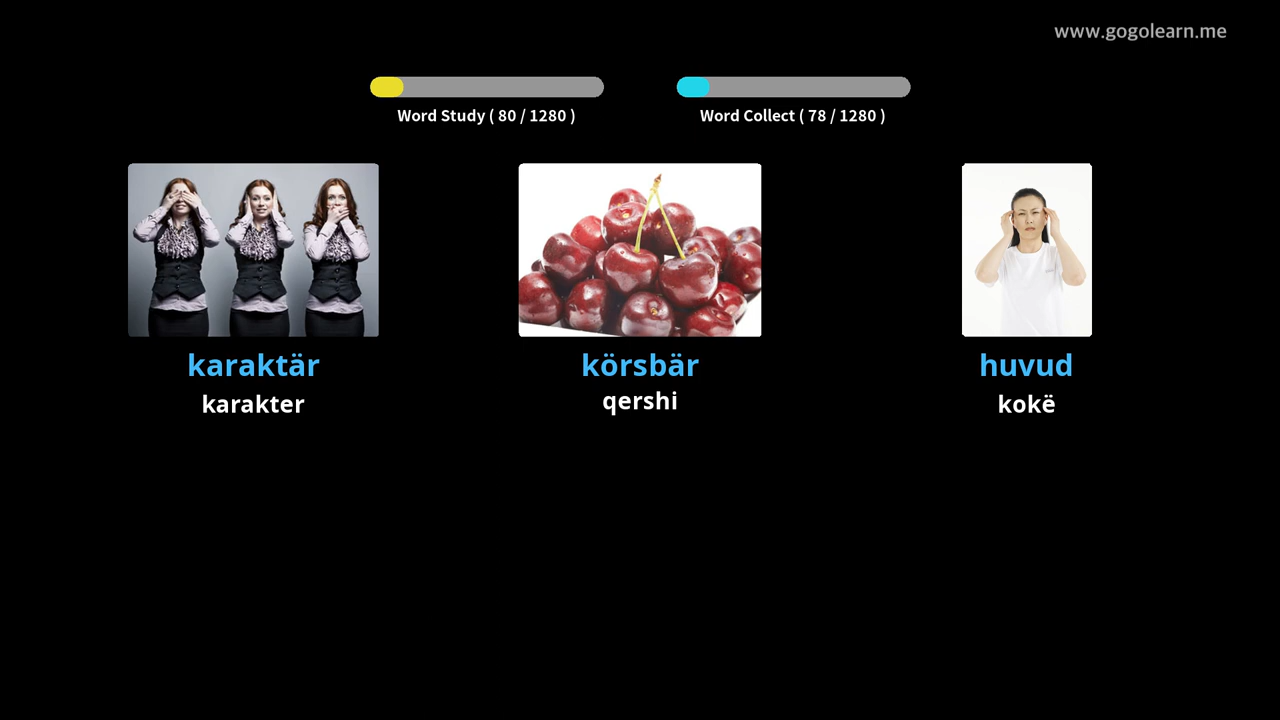 www.gogolearn.me
Word Study ( 80 / 1280 )
Word Collect ( 78 / 1280 )
karaktär
karakter
körsbär
qershi
huvud
kokë